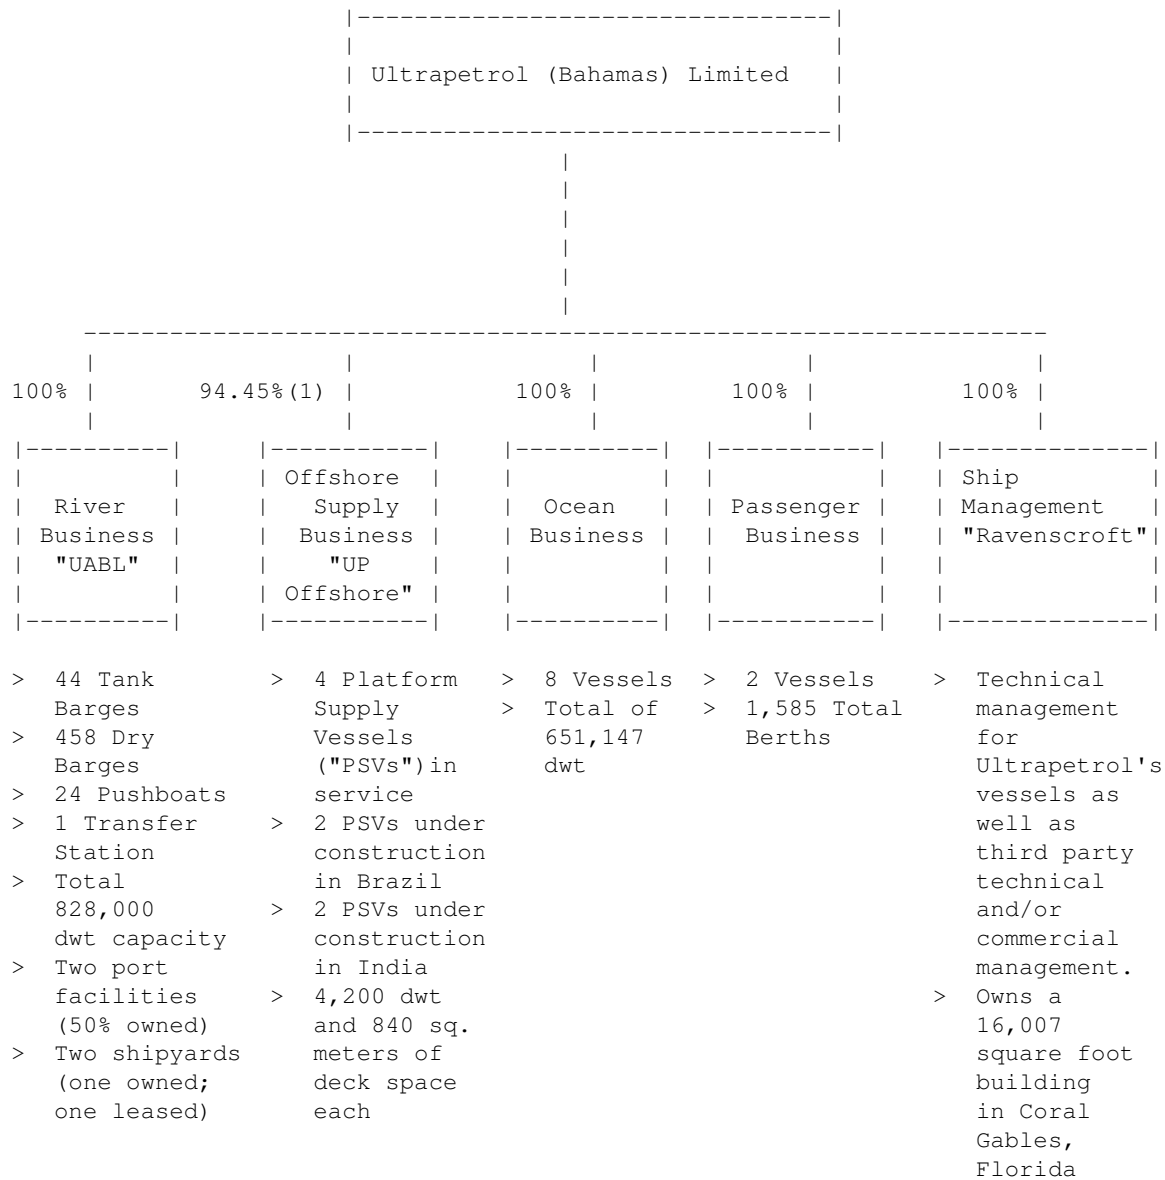 Ultrapetrol (Bahamas) Limited
100%
94.45%(1)
100%
100%
100%
River
Business
"UABL"
Offshore
Supply
Business
"UP
Offshore"
Ocean
Business
Passenger
Business
Ship
Management
"Ravenscroft"
> 44 Tank
Barges
> 458 Dry
Barges
> 24 Pushboats
> 1 Transfer
Station
> Total
828,000
dwt capacity
> Two port
facilities
(50% owned)
> Two shipyards
(one owned;
one leased)
> 4 Platform
Supply
Vessels
("PSVs")in
service
> 2 PSVs under
construction
in Brazil
> 2 PSVs under
construction
in India
> 4,200 dwt
and 840 sq.
meters of
deck space
each
> 8 Vessels
> Total of
651,147
dwt
> 2 Vessels
> 1,585 Total
Berths
> Technical
management
for
Ultrapetrol's
vessels as
well as
third party
technical
and/or
commercial
management.
> Owns a
16,007
square foot
building
in Coral
Gables,
Florida